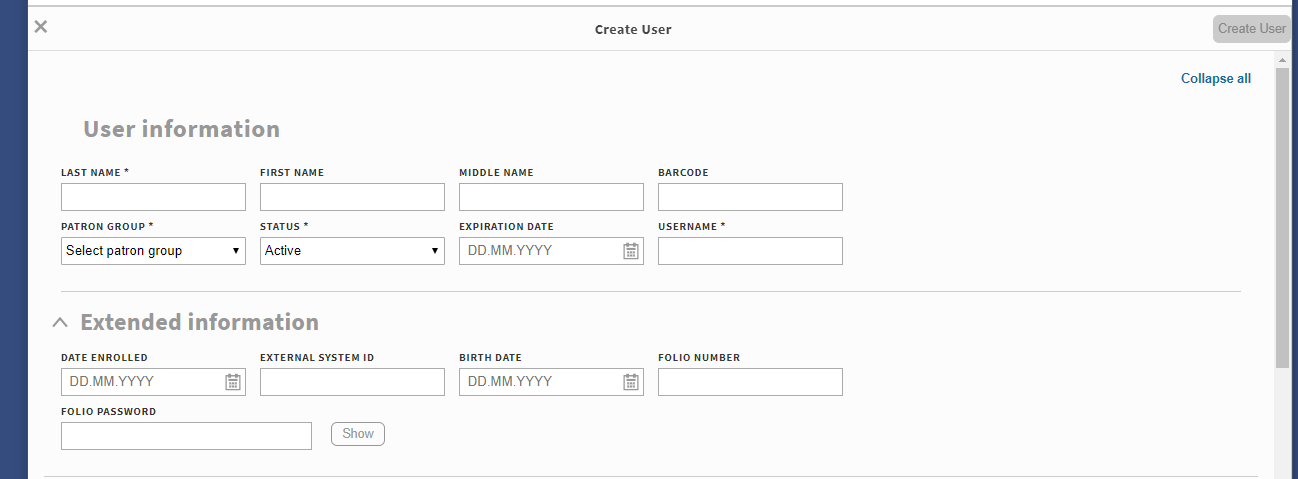 Create User
Create User
Collapse all
User information
LAST NAME * FIRST NAME MIDDLE NAME BARCODE
PATRON GROUP * STATUS * EXPIRATION DATE USERNAME *
Select patron group Active DD.MM.YYYY
Extended information
DATE ENROLLED EXTERNAL SYSTEM ID BIRTH DATE FOLIO NUMBER
DD.MM.YYYY DD.MM.YYYY
FOLIO PASSWORD
Show